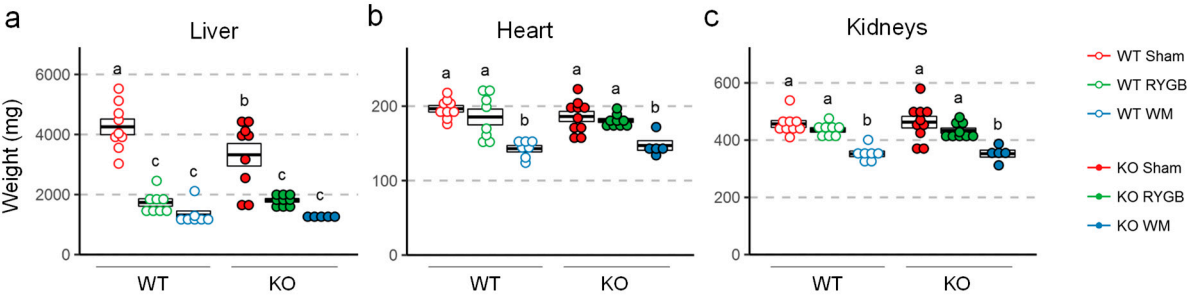 a
Liver
Weight (mg)
6000
4000
2000
0
a
c
c
b
c
c
WT
KO
b
Heart
200
100
0
a
a
b
a
a
b
WT
KO
c
Kidneys
600
400
200
0
a
a
b
a
a
b
WT
KO
WT Sham
WT RYGB
WT WM
KO Sham
KO RYGB
KO WM